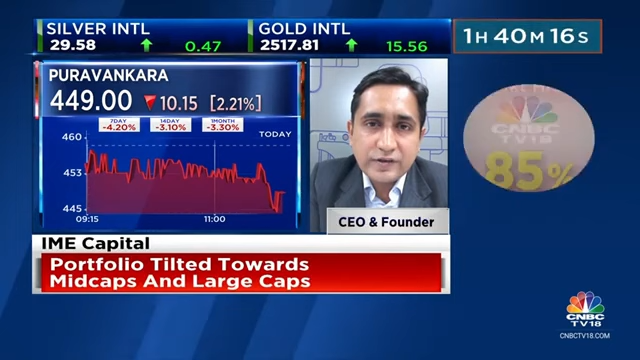 SILVER INTL
29.58 0.47
GOLD INTL
2517.81 15.56
1H 40M 16S
PURAVANKARA
449.00 10.15 [2.21%]
7DAY
-4.20%
14DAY
-3.10%
1MONTH
-3.30%
TODAY
460
453
445
09:15 11:00
CNBC
TV18
85%
CEO & Founder
IME Capital
Portfolio Tilted Towards
Midcaps And Large Caps
CNBC
TV18
CNBCTV18.COM